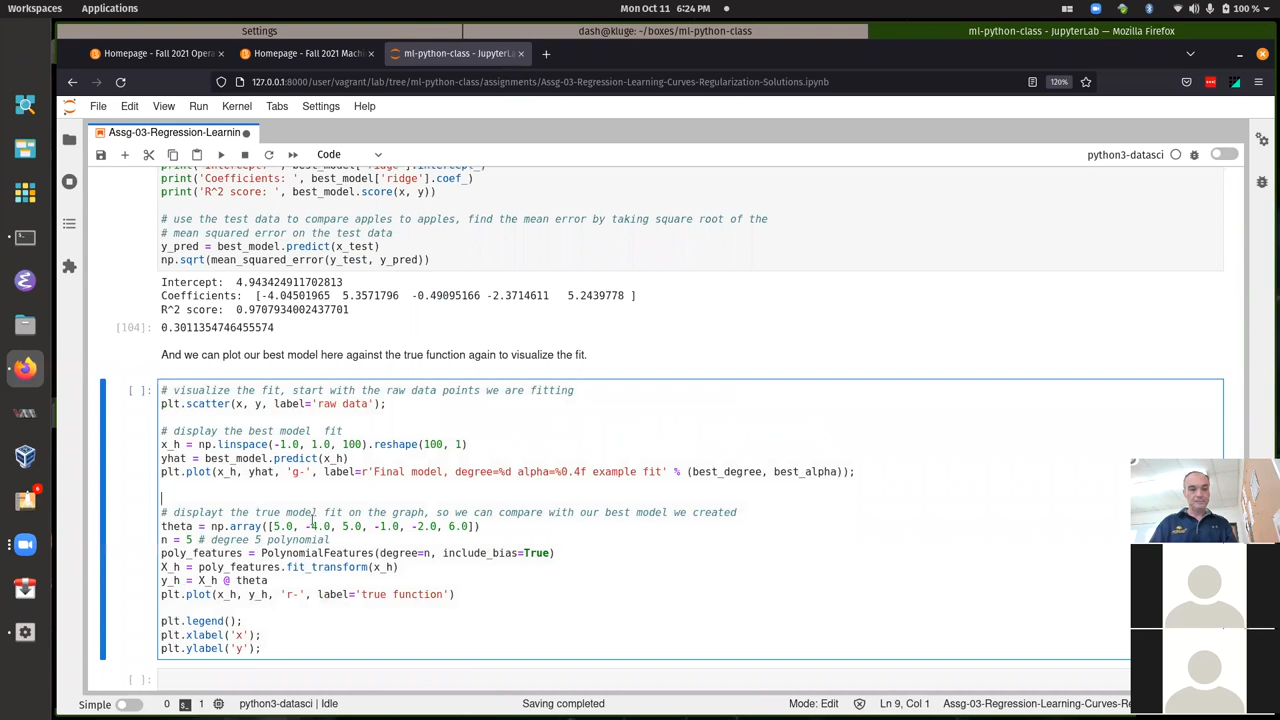 Workspaces Applications Mon Oct 11 6:24 PM 100 %
Settings dash@kluge: ~/boxes/ml-python-class ml-python-class - JupyterLab — Mozilla Firefox
Homepage - Fall 2021 Opera Homepage - Fall 2021 Machi ml-python-class - JupyterLa
127.0.0.1:8000/user/vagrant/lab/tree/ml-python-class/assignments/Assg-03-Regression-Learning-Curves-Regularization-Solutions.ipynb 120%
File Edit View Run Kernel Tabs Settings Help
Assg-03-Regression-Learnin
Code python3-datasci
print('Coefficients: ', best_model['ridge'].coef_)
print('R^2 score: ', best_model.score(x, y))
# use the test data to compare apples to apples, find the mean error by taking square root of the
# mean squared error on the test data
y_pred = best_model.predict(x_test)
np.sqrt(mean_squared_error(y_test, y_pred))
Intercept: 4.943424911702813
Coefficients: [-4.04501965 5.3571796 -0.49095166 -2.3714611 5.2439778 ]
R^2 score: 0.9707934002437701
[104]: 0.3011354746455574
And we can plot our best model here against the true function again to visualize the fit.
[ ]: # visualize the fit, start with the raw data points we are fitting
plt.scatter(x, y, label='raw data');
# display the best model fit
x_h = np.linspace(-1.0, 1.0, 100).reshape(100, 1)
yhat = best_model.predict(x_h)
plt.plot(x_h, yhat, 'g-', label=r'Final model, degree=%d alpha=%0.4f example fit' % (best_degree, best_alpha));
# displayt the true model fit on the graph, so we can compare with our best model we created
theta = np.array([5.0, -4.0, 5.0, -1.0, -2.0, 6.0])
n = 5 # degree 5 polynomial
poly_features = PolynomialFeatures(degree=n, include_bias=True)
X_h = poly_features.fit_transform(x_h)
y_h = X_h @ theta
plt.plot(x_h, y_h, 'r-', label='true function')
plt.legend();
plt.xlabel('x');
plt.ylabel('y');
[ ]:
Simple 0 1 python3-datasci | Idle Saving completed Mode: Edit Ln 9, Col 1 Assg-03-Regression-Learning-Curves-Re